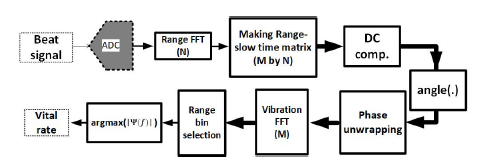 Beat
signal
ADC
Range FFT
(N)
Making Range-
slow time matrix
(M by N)
DC
comp.
angle(.)
Phase
unwrapping
Vibration
FFT
(M)
Range
bin
selection
argmax(|Ψ(f)|)
Vital
rate